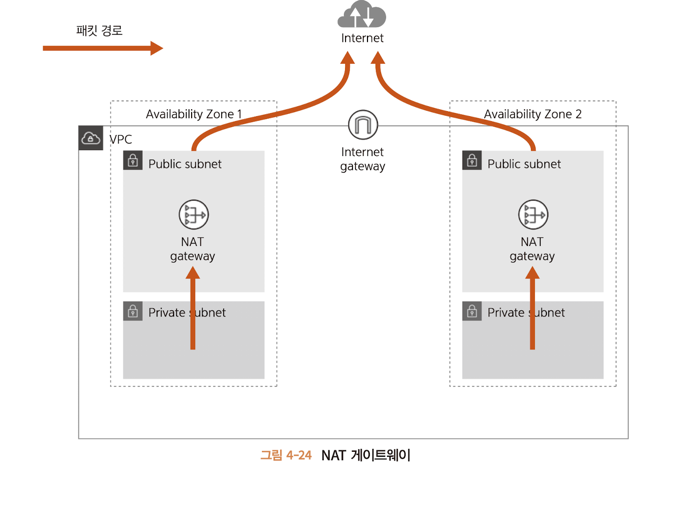 패킷 경로
Internet
Availability Zone 1
Availability Zone 2
VPC
Internet
gateway
Public subnet
NAT
gateway
Private subnet
Public subnet
NAT
gateway
Private subnet
그림 4-24 NAT 게이트웨이